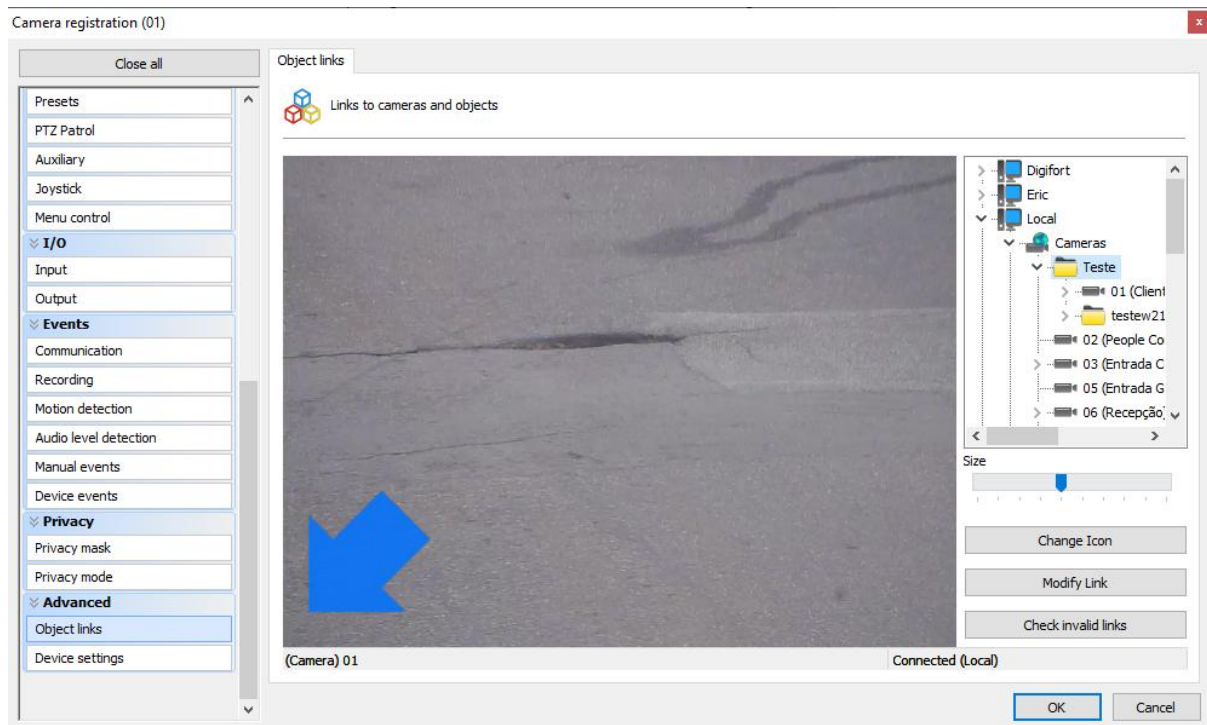 Camera registration (01)
x
Close all
Presets
PTZ Patrol
Auxiliary
Joystick
Menu control
I/O
Input
Output
Events
Communication
Recording
Motion detection
Audio level detection
Manual events
Device events
Privacy
Privacy mask
Privacy mode
Advanced
Object links
Device settings
Object links
Links to cameras and objects
Digifort
Eric
Local
Cameras
Teste
01 (Client
testew21
02 (People Co
03 (Entrada C
05 (Entrada G
06 (Recepção)
Size
Change Icon
Modify Link
Check invalid links
(Camera) 01
Connected (Local)
OK
Cancel